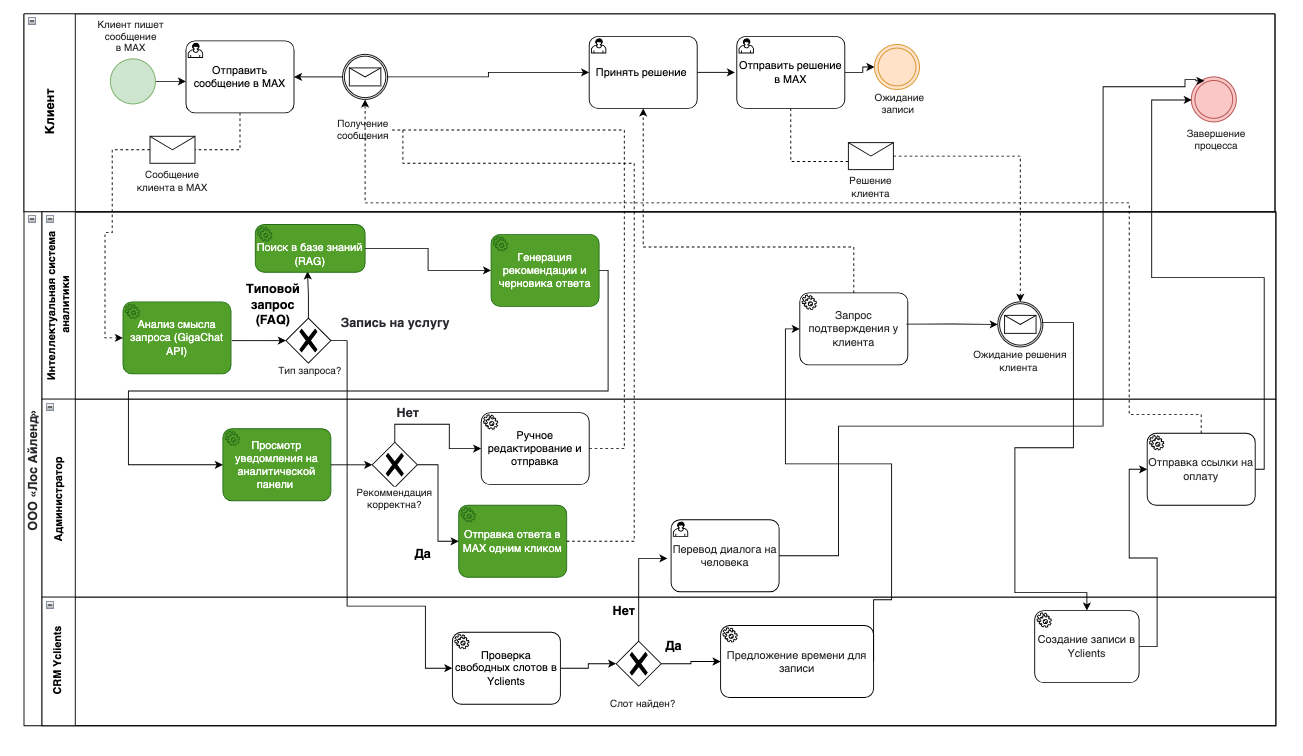 Клиент
Клиент пишет
сообщение
в MAX
Отправить
сообщение в MAX
Получение
сообщения
Принять решение
Отправить решение
в MAX
Ожидание
записи
Завершение
процесса
Сообщение
клиента в MAX
Решение
клиента
ООО «Лос Айленд»
Интеллектуальная система
аналитики
Поиск в базе знаний
(RAG)
Генерация
рекомендации и
черновика ответа
Типовой
запрос
(FAQ)
Запись на услугу
Анализ смысла
запроса (GigaChat
API)
Тип запроса?
Запрос
подтверждения у
клиента
Ожидание решения
клиента
Администратор
Просмотр
уведомления на
аналитической
панели
Нет
Рекоммендация
корректна?
Ручное
редактирование и
отправка
Да
Отправка ответа в
MAX одним кликом
Перевод диалога на
человека
Отправка ссылки на
оплату
CRM Yclients
Проверка
свободных слотов в
Yclients
Нет
Да
Слот найден?
Предложение времени для
записи
Создание записи в
Yclients